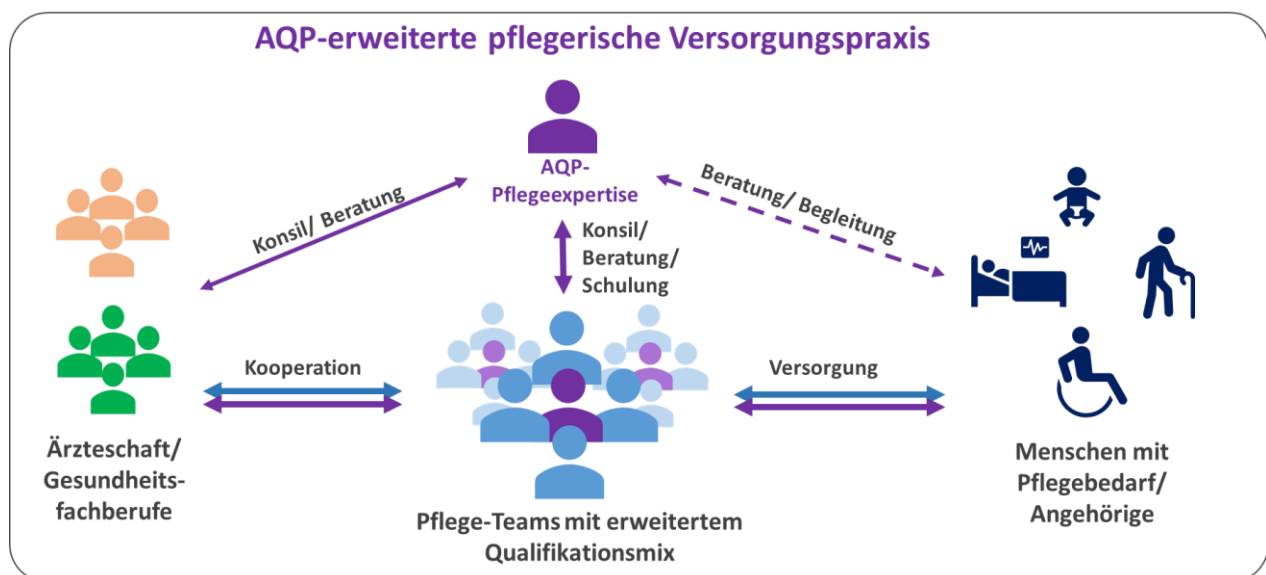 AQP-erweiterte pflegerische Versorgungspraxis
AQP-
Pflegeexpertise
Konsil/ Beratung
Beratung/ Begleitung
Konsil/
Beratung/
Schulung
Kooperation
Versorgung
Ärzteschaft/
Gesundheits-
fachberufe
Pflege-Teams mit erweitertem
Qualifikationsmix
Menschen mit
Pflegebedarf/
Angehörige